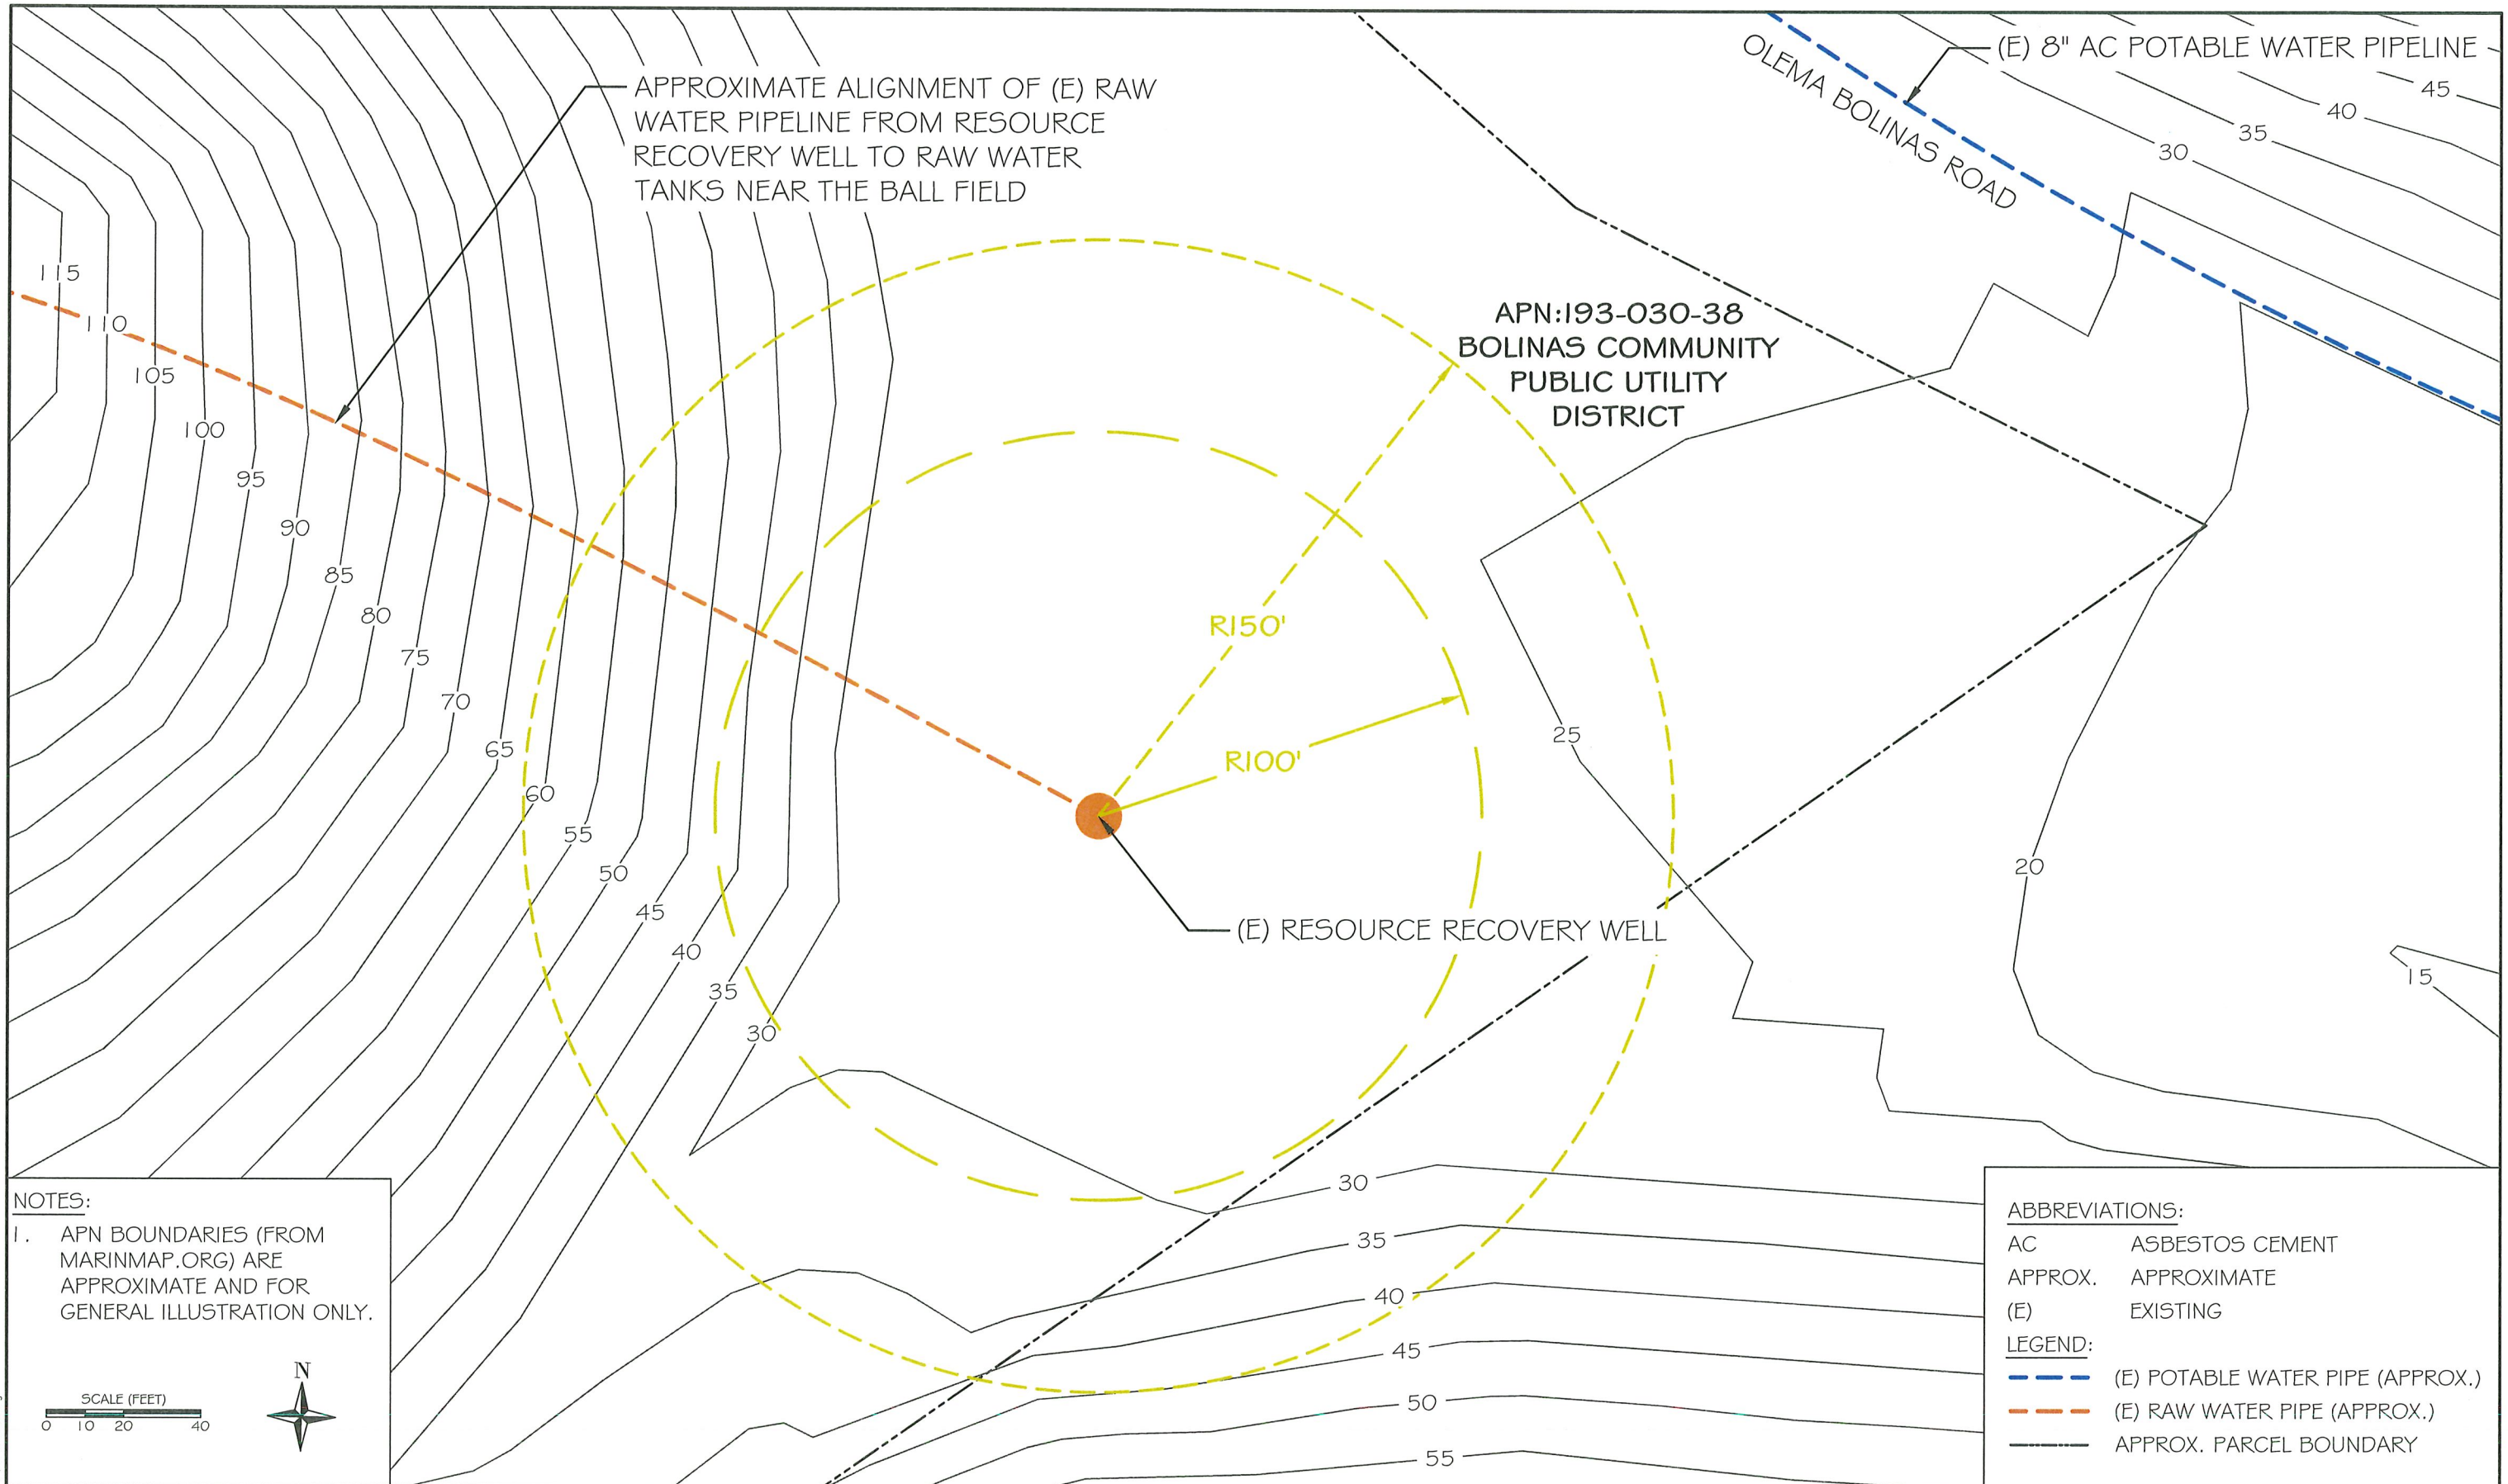 APPROXIMATE ALIGNMENT OF (E) RAW
WATER PIPELINE FROM RESOURCE
RECOVERY WELL TO RAW WATER
TANKS NEAR THE BALL FIELD
OLEMA BOLINAS ROAD
(E) 8" AC POTABLE WATER PIPELINE
45
40
35
30
115
110
105
100
95
90
85
80
75
70
65
60
55
50
45
40
35
30
APN:193-030-38
BOLINAS COMMUNITY
PUBLIC UTILITY
DISTRICT
R150'
R100'
25
20
15
(E) RESOURCE RECOVERY WELL
30
35
40
45
50
55
NOTES:
1. APN BOUNDARIES (FROM
MARINMAP.ORG) ARE
APPROXIMATE AND FOR
GENERAL ILLUSTRATION ONLY.
SCALE (FEET)
0 10 20 40
N
ABBREVIATIONS:
AC ASBESTOS CEMENT
APPROX. APPROXIMATE
(E) EXISTING
LEGEND:
(E) POTABLE WATER PIPE (APPROX.)
(E) RAW WATER PIPE (APPROX.)
APPROX. PARCEL BOUNDARY